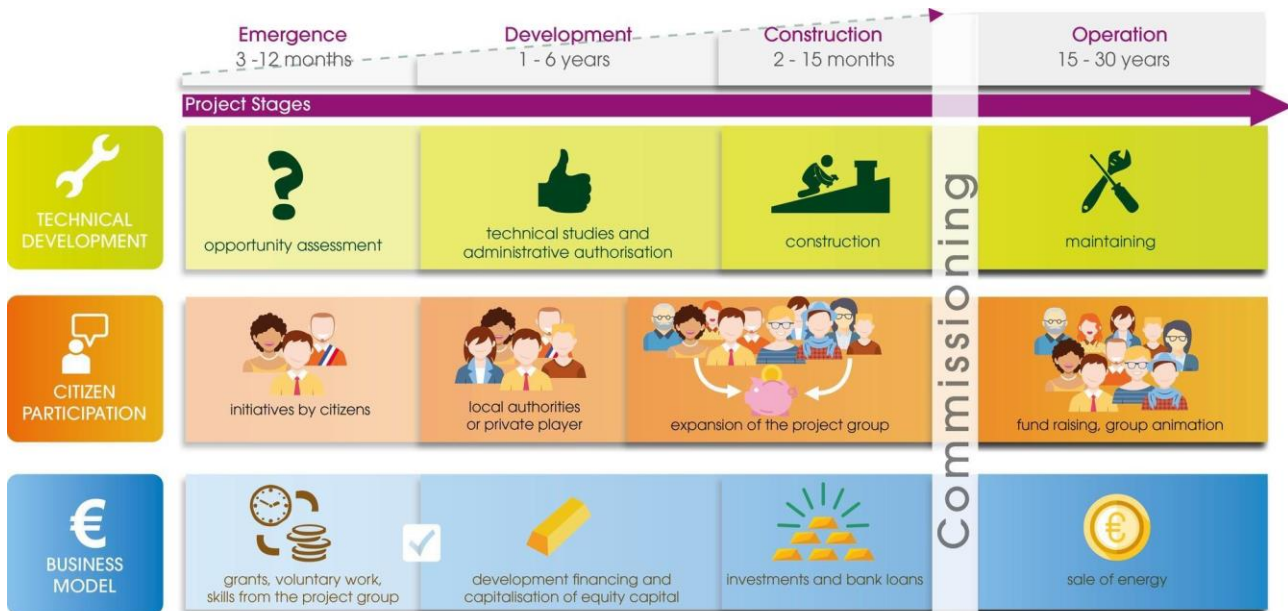 Emergence
3 -12 months
Development
1 - 6 years
Construction
2 - 15 months
Operation
15 - 30 years
Project Stages
Commissioning
TECHNICAL
DEVELOPMENT
opportunity assessment
technical studies and
administrative authorisation
construction
maintaining
CITIZEN
PARTICIPATION
initiatives by citizens
local authorities
or private player
expansion of the project group
fund raising, group animation
€
BUSINESS
MODEL
grants, voluntary work,
skills from the project group
development financing and
capitalisation of equity capital
investments and bank loans
€
sale of energy